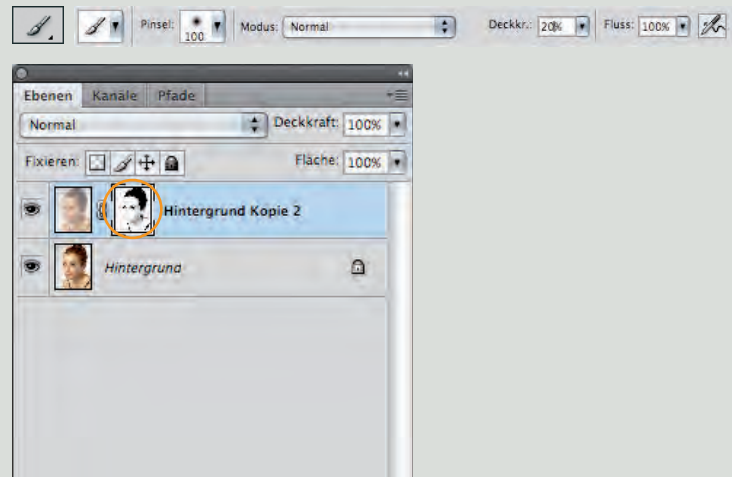 Pinsel: 100 Modus: Normal Deckkr.: 20% Fluss: 100%
Ebenen Kanäle Pfade
Normal Deckkraft: 100%
Fixieren: Fläche: 100%
Hintergrund Kopie 2
Hintergrund